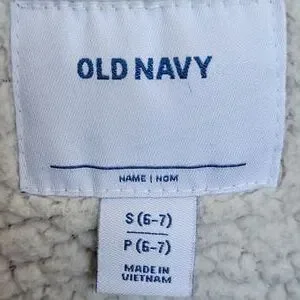 OLD NAVY
NAME | NOM
S (6-7)
P (6-7)
MADE IN
VIETNAM